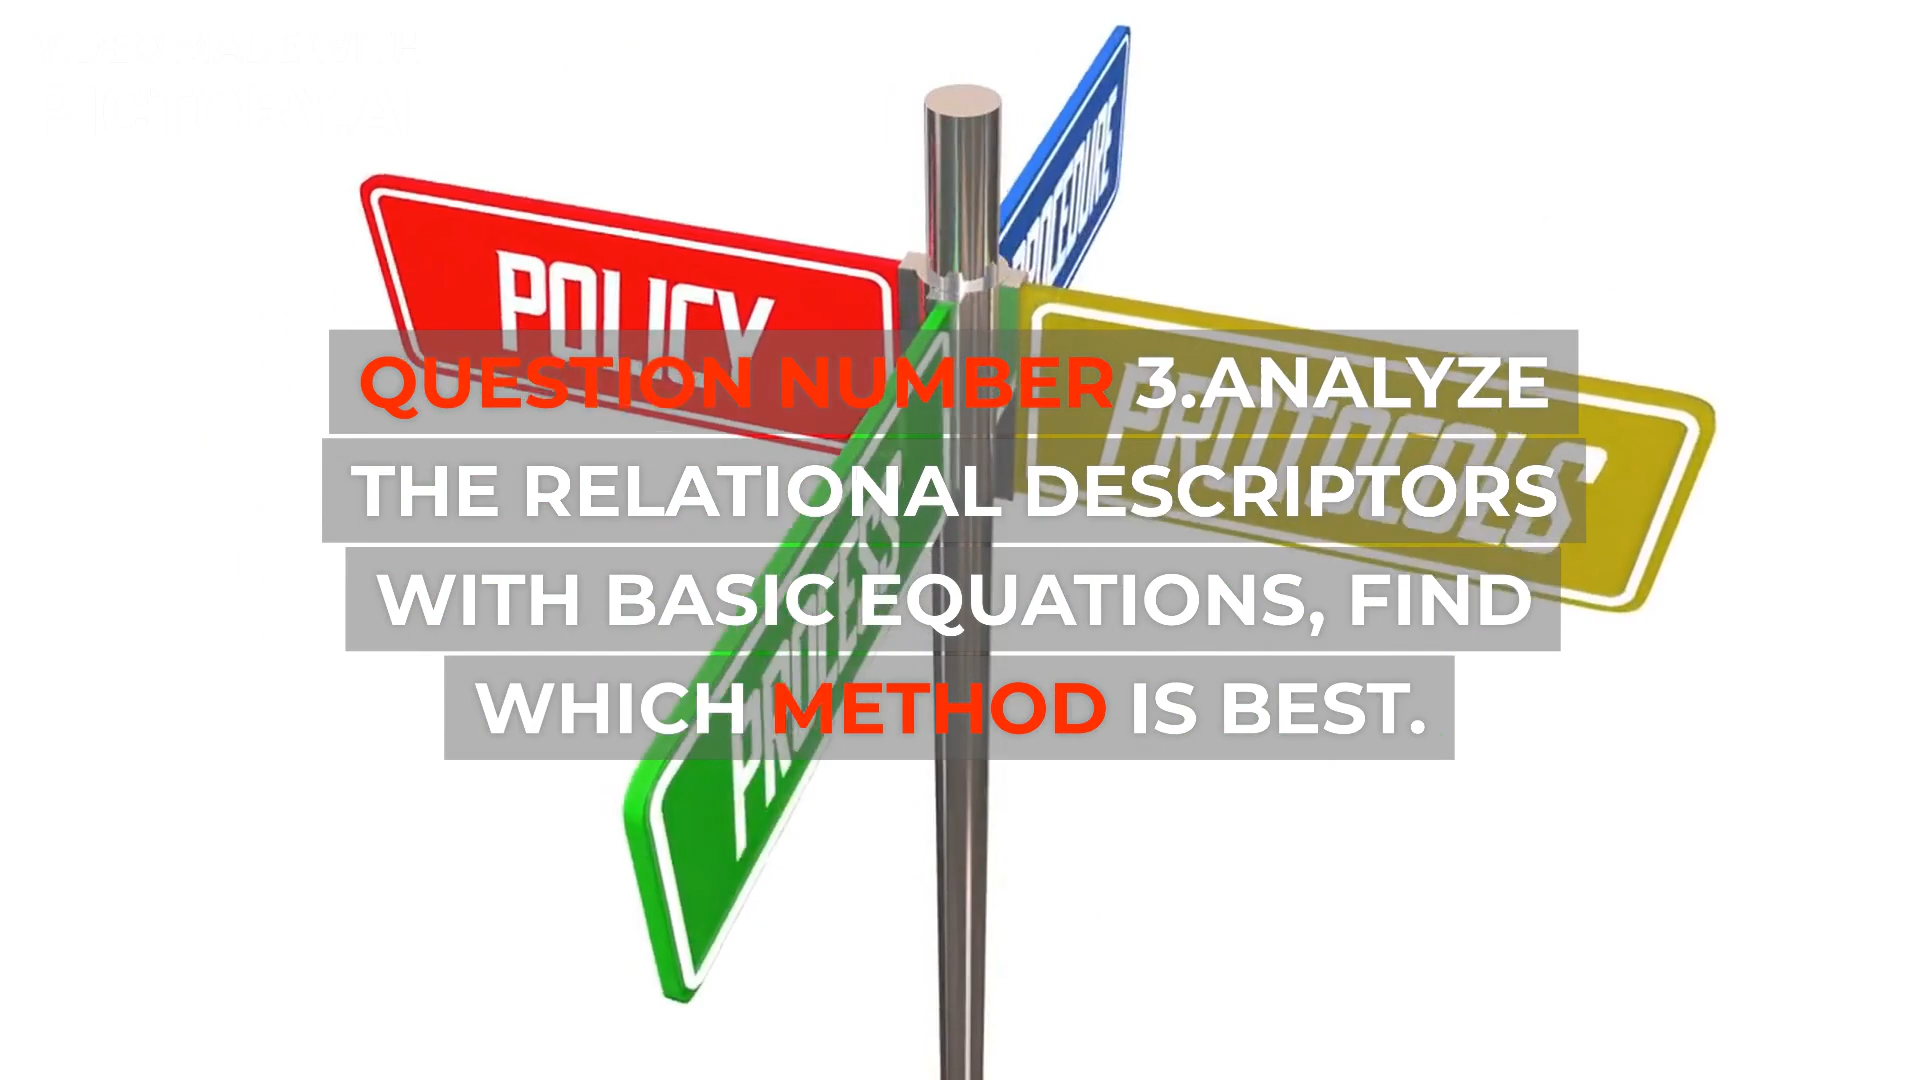 PROCEDURE
POLICY
PROTOCOLS
PROCESS
QUESTION NUMBER 3.ANALYZE
THE RELATIONAL DESCRIPTORS
WITH BASIC EQUATIONS, FIND
WHICH METHOD IS BEST.